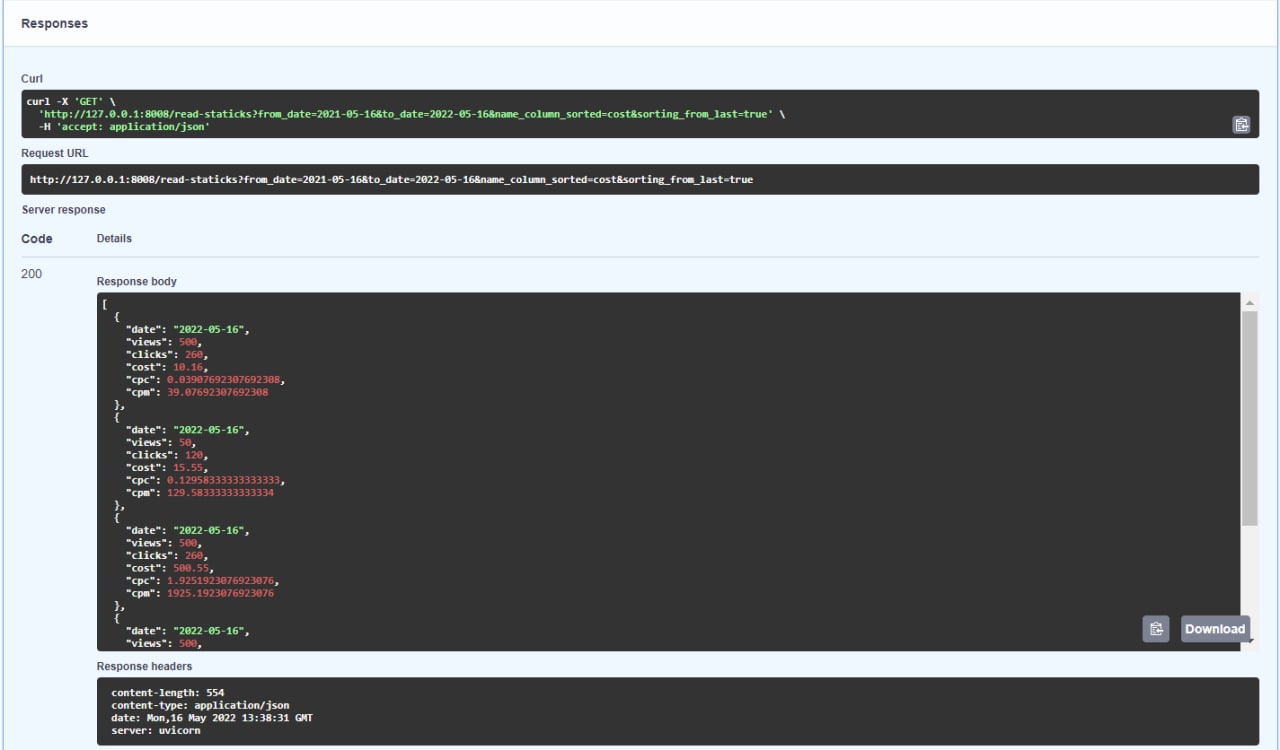 Responses
Curl
curl -X 'GET' \
  'http://127.0.0.1:8008/read-staticks?from_date=2021-05-16&to_date=2022-05-16&name_column_sorted=cost&sorting_from_last=true' \
  -H 'accept: application/json'
Request URL
http://127.0.0.1:8008/read-staticks?from_date=2021-05-16&to_date=2022-05-16&name_column_sorted=cost&sorting_from_last=true
Server response
Code Details
200
Response body
[
  {
    "date": "2022-05-16",
    "views": 500,
    "clicks": 260,
    "cost": 10.16,
    "cpc": 0.03907692307692308,
    "cpm": 39.07692307692308
  },
  {
    "date": "2022-05-16",
    "views": 50,
    "clicks": 120,
    "cost": 15.55,
    "cpc": 0.12958333333333333,
    "cpm": 129.58333333333334
  },
  {
    "date": "2022-05-16",
    "views": 500,
    "clicks": 260,
    "cost": 500.55,
    "cpc": 1.9251923076923076,
    "cpm": 1925.1923076923076
  },
  {
    "date": "2022-05-16",
    "views": 500,
Download
Response headers
content-length: 554
content-type: application/json
date: Mon,16 May 2022 13:38:31 GMT
server: uvicorn